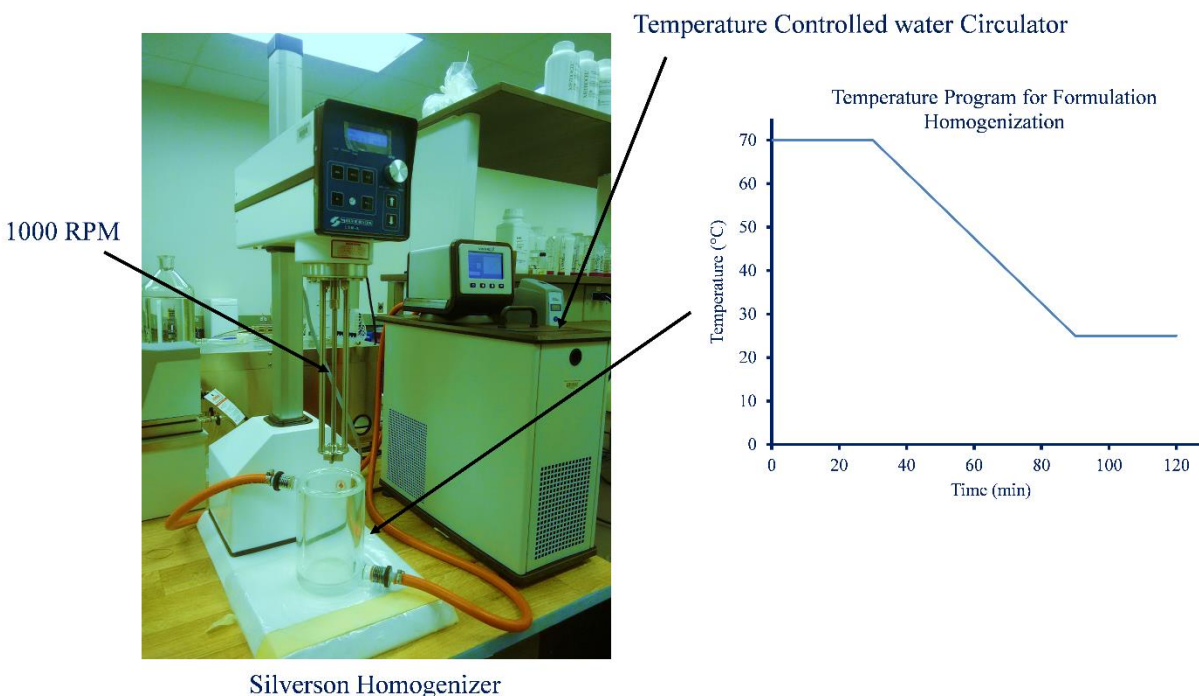 Temperature Controlled water Circulator
Temperature Program for Formulation
Homogenization
1000 RPM
SILVERSON
Temperature (°C)
70
60
50
40
30
20
10
0
0 20 40 60 80 100 120
Time (min)
Silverson Homogenizer